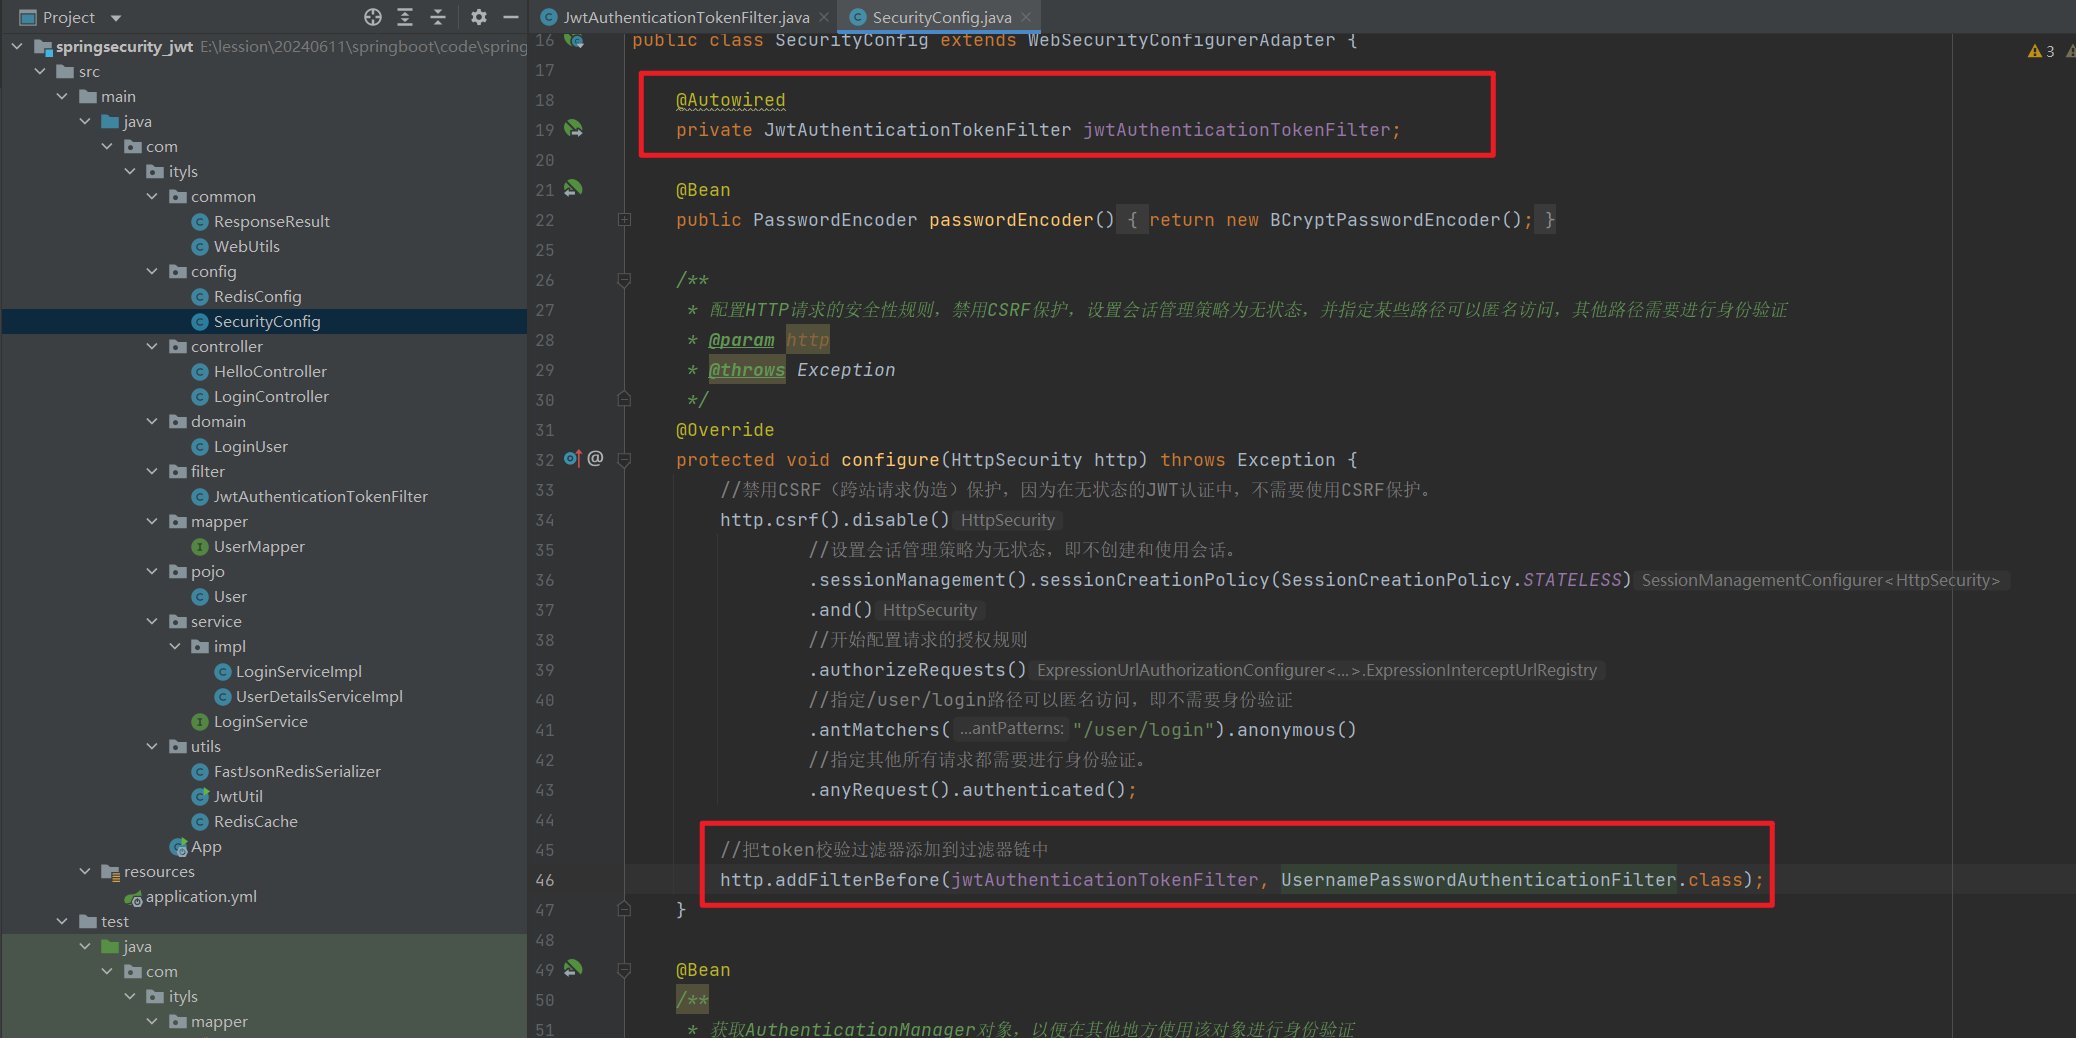 Project
springsecurity_jwt E:\lession\20240611\springboot\code\spring
src
main
java
com
ityls
common
ResponseResult
WebUtils
config
RedisConfig
SecurityConfig
controller
HelloController
LoginController
domain
LoginUser
filter
JwtAuthenticationTokenFilter
mapper
UserMapper
pojo
User
service
impl
LoginServiceImpl
UserDetailsServiceImpl
LoginService
utils
FastJsonRedisSerializer
JwtUtil
RedisCache
App
resources
application.yml
test
java
com
ityls
mapper
JwtAuthenticationTokenFilter.java
SecurityConfig.java
3
16 public class SecurityConfig extends WebSecurityConfigurerAdapter {
17
18 @Autowired
19 private JwtAuthenticationTokenFilter jwtAuthenticationTokenFilter;
20
21 @Bean
22 public PasswordEncoder passwordEncoder() { return new BCryptPasswordEncoder(); }
25
26 /**
27 * 配置HTTP请求的安全性规则，禁用CSRF保护，设置会话管理策略为无状态，并指定某些路径可以匿名访问，其他路径需要进行身份验证
28 * @param http
29 * @throws Exception
30 */
31 @Override
32 @ protected void configure(HttpSecurity http) throws Exception {
33 //禁用CSRF（跨站请求伪造）保护，因为在无状态的JWT认证中，不需要使用CSRF保护。
34 http.csrf().disable() HttpSecurity
35 //设置会话管理策略为无状态，即不创建和使用会话。
36 .sessionManagement().sessionCreationPolicy(SessionCreationPolicy.STATELESS) SessionManagementConfigurer<HttpSecurity>
37 .and() HttpSecurity
38 //开始配置请求的授权规则
39 .authorizeRequests() ExpressionUrlAuthorizationConfigurer<...>.ExpressionInterceptUrlRegistry
40 //指定/user/login路径可以匿名访问，即不需要身份验证
41 .antMatchers( ...antPatterns: "/user/login").anonymous()
42 //指定其他所有请求都需要进行身份验证。
43 .anyRequest().authenticated();
44
45 //把token校验过滤器添加到过滤器链中
46 http.addFilterBefore(jwtAuthenticationTokenFilter, UsernamePasswordAuthenticationFilter.class);
47 }
48
49 @Bean
50 /**
51 * 获取AuthenticationManager对象，以便在其他地方使用该对象进行身份验证